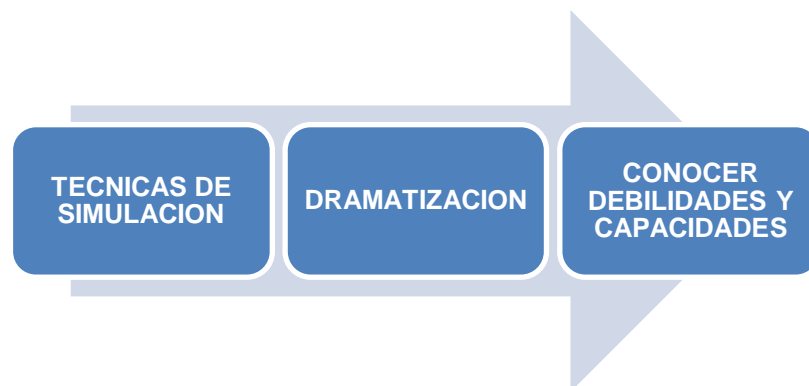 TECNICAS DE
SIMULACION
DRAMATIZACION
CONOCER
DEBILIDADES Y
CAPACIDADES